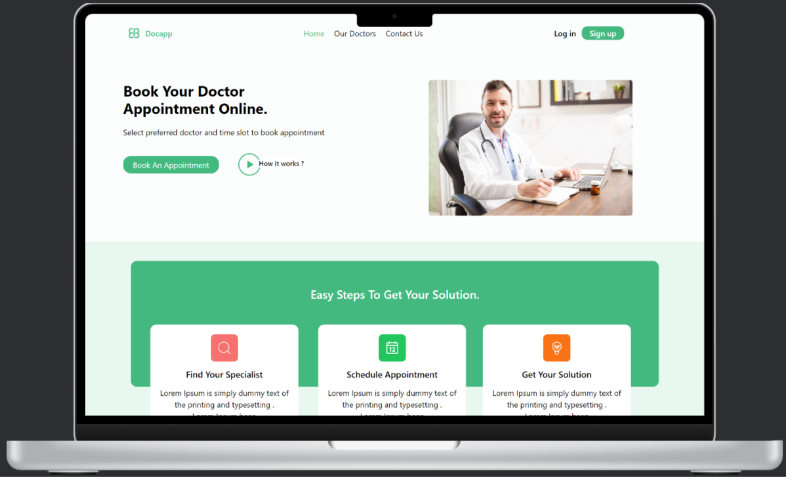 Docapp
Home Our Doctors Contact Us
Log in Sign up
Book Your Doctor
Appointment Online.
Select preferred doctor and time slot to book appointment
Book An Appointment
How it works ?
Easy Steps To Get Your Solution.
12
Find Your Specialist
Lorem Ipsum is simply dummy text of
the printing and typesetting .
Schedule Appointment
Lorem Ipsum is simply dummy text of
the printing and typesetting .
Get Your Solution
Lorem Ipsum is simply dummy text of
the printing and typesetting .